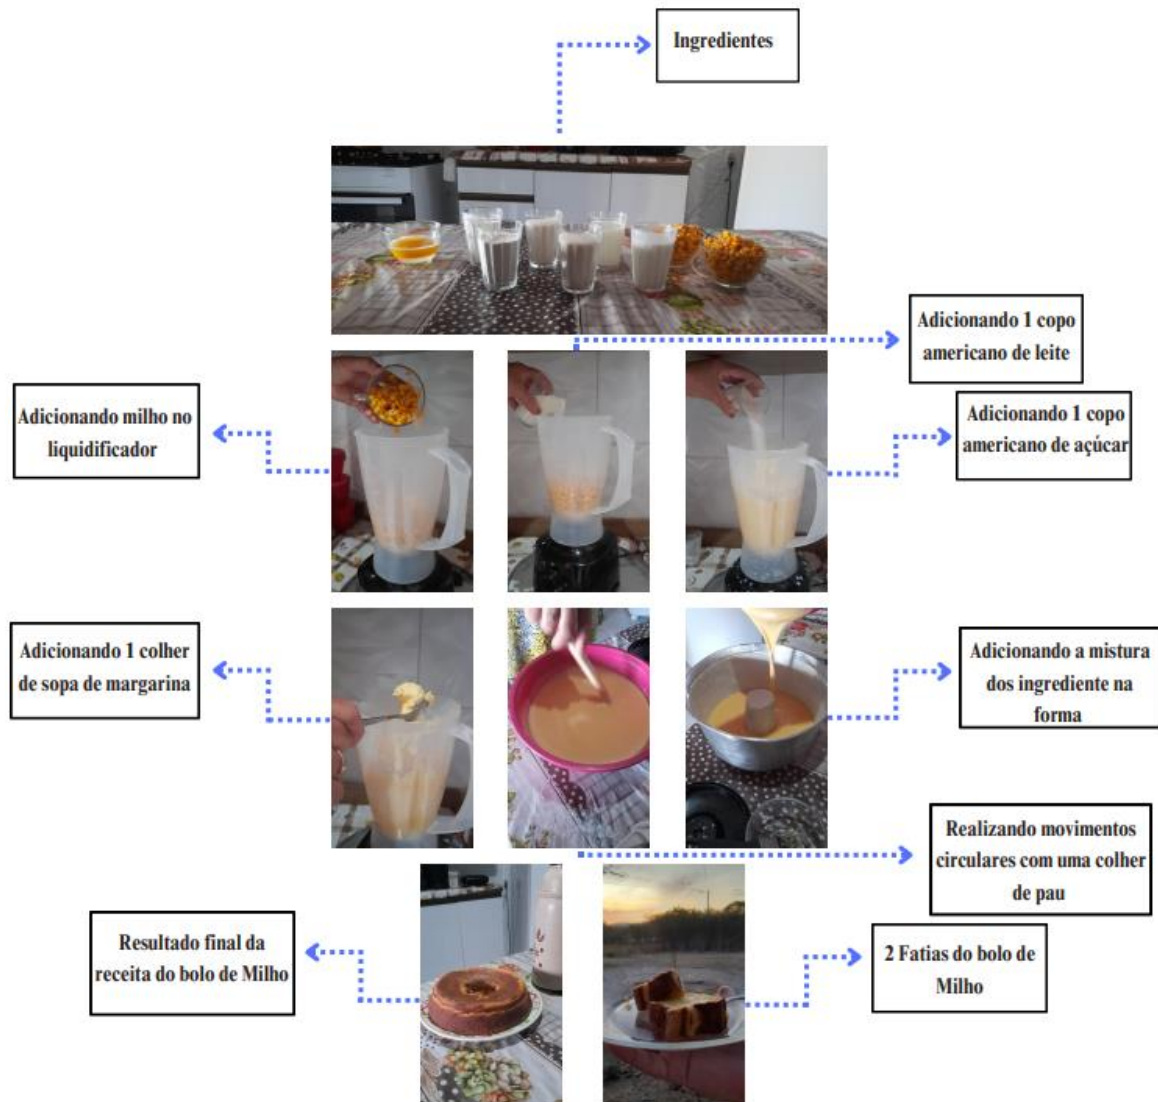 Ingredientes
Adicionando 1 copo
americano de leite
Adicionando milho no
liquidificador
Adicionando 1 copo
americano de açúcar
Adicionando 1 colher
de sopa de margarina
Adicionando a mistura
dos ingrediente na
forma
Realizando movimentos
circulares com uma colher
de pau
Resultado final da
receita do bolo de Milho
2 Fatias do bolo de
Milho